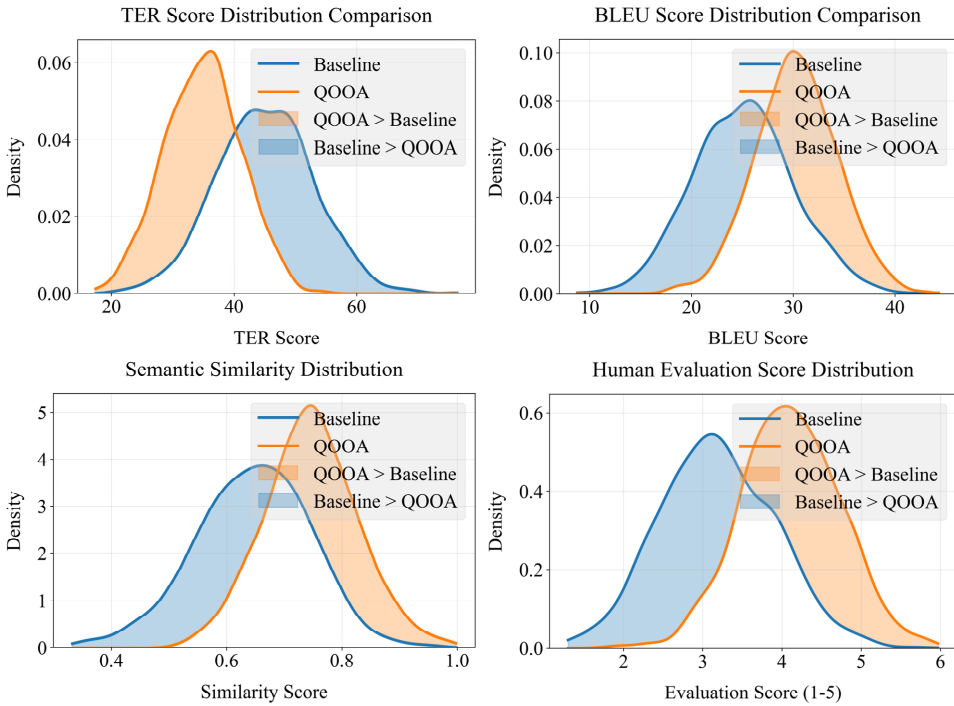 TER Score Distribution Comparison
0.06
0.04
0.02
0.00
Density
20
40
60
TER Score
Baseline
QOOA
QOOA > Baseline
Baseline > QOOA
BLEU Score Distribution Comparison
0.10
0.08
0.06
0.04
0.02
0.00
Density
10
20
30
40
BLEU Score
Baseline
QOOA
QOOA > Baseline
Baseline > QOOA
Semantic Similarity Distribution
5
4
3
2
1
0
Density
0.4
0.6
0.8
1.0
Similarity Score
Baseline
QOOA
QOOA > Baseline
Baseline > QOOA
Human Evaluation Score Distribution
0.6
0.4
0.2
0.0
Density
2
3
4
5
6
Evaluation Score (1-5)
Baseline
QOOA
QOOA > Baseline
Baseline > QOOA